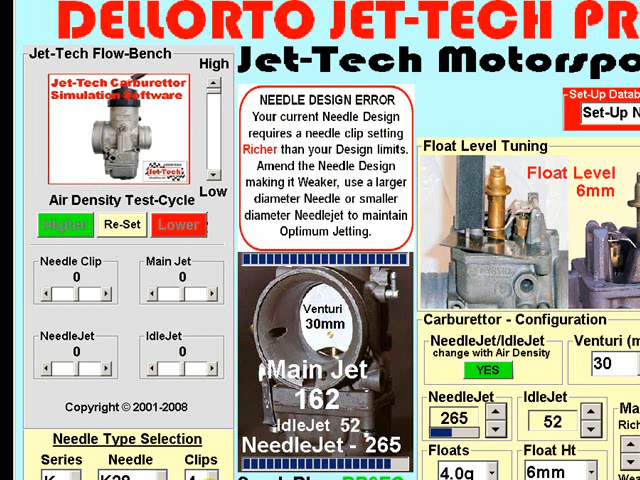 DELLORTO JET-TECH PR
Jet-Tech Motorspo
Jet-Tech Flow-Bench
High
Jet-Tech Carburettor
Simulation Software
Jet-Tech
Low
Air Density Test-Cycle
Higher
Re-Set
Lower
Needle Clip
0
Main Jet
0
NeedleJet
0
IdleJet
0
Copyright © 2001-2008
Needle Type Selection
Series
Needle
Clips
NEEDLE DESIGN ERROR
Your current Needle Design
requires a needle clip setting
Richer than your Design limits.
Amend the Needle Design
making it Weaker, use a larger
diameter Needle or smaller
diameter Needlejet to maintain
Optimum Jetting.
Venturi
30mm
Main Jet
162
IdleJet 52
NeedleJet - 265
Set-Up Datab
Set-Up N
Float Level Tuning
Float Level
6mm
Carburettor - Configuration
NeedleJet/IdleJet
change with Air Density
YES
Venturi (m
30
NeedleJet
265
IdleJet
52
Ma
Rich
Floats
4.0g
Float Ht
6mm